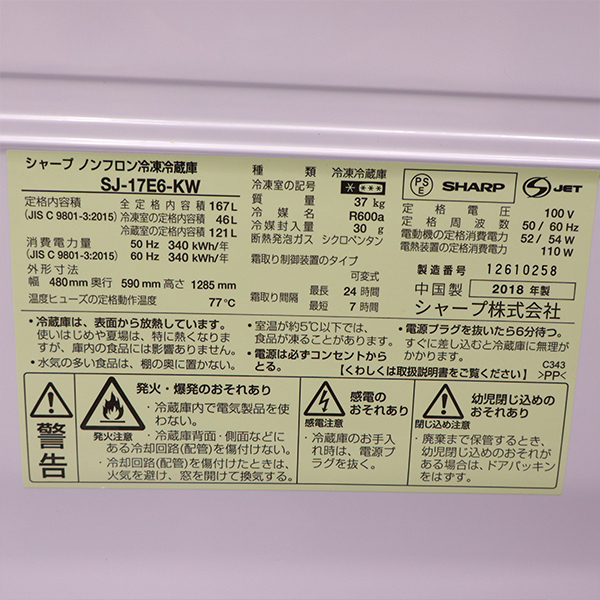 シャープ ノンフロン冷凍冷蔵庫
SJ-17E6-KW
定格内容積
(JIS C 9801-3:2015)
全定格内容積 167L
冷凍室の定格内容積 46L
冷蔵室の定格内容積 121L
消費電力量
(JIS C 9801-3:2015)
50 Hz 340 kWh/年
60 Hz 340 kWh/年
外形寸法
幅 480mm 奥行 590mm 高さ 1285mm
温度ヒューズの定格動作温度 77℃
種類 冷凍冷蔵庫
冷凍室の記号
質量 37 kg
冷媒 R600a
冷媒封入量 30 g
断熱発泡ガス シクロペンタン
霜取り制御装置のタイプ
可変式
霜取り間隔 最長 24時間
最短 7時間
PS
E
SHARP
S JET
定格電圧 100V
定格周波数 50/60Hz
電動機の定格消費電力 52/54W
電熱装置の定格消費電力 110W
製造番号 12610258
中国製 2018年製
シャープ株式会社
・冷蔵庫は、表面から放熱しています。
使いはじめや夏場は、特に熱くなります
が、庫内の食品には影響ありません。
・水気の多い食品は、棚の奥に置かない。
・室温が約5℃以下では、
食品が凍ることがあります。
・電源は必ずコンセントから
とる。
・電源プラグを抜いたら6分待つ。
すぐに差し込むと冷蔵庫に無理が
かかります。
【くわしくは取扱説明書をご覧ください】
C343
>PP<
警告
発火・爆発のおそれあり
発火注意
・冷蔵庫内で電気製品を使
わない。
・冷蔵庫背面・側面などに
ある冷却回路(配管)を傷付けない。
・冷却回路(配管)を傷付けたときは、
火気を避け、窓を開けて換気する。
感電の
おそれあり
感電注意
・冷蔵庫のお手入
れ時は、電源プ
ラグを抜く。
幼児閉じ込めの
おそれあり
閉じ込め注意
・廃棄まで保管するとき、
幼児閉じ込めのおそれが
ある場合は、ドアパッキン
をはずす。